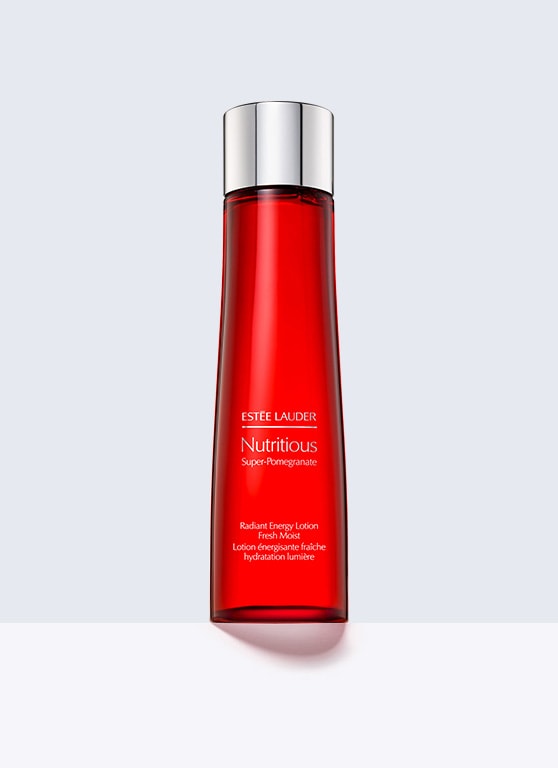 ESTĒE LAUDER
Nutritious
Super-Pomegranate
Radiant Energy Lotion
Fresh Moist
Lotion énergisante fraîche
hydratation lumière